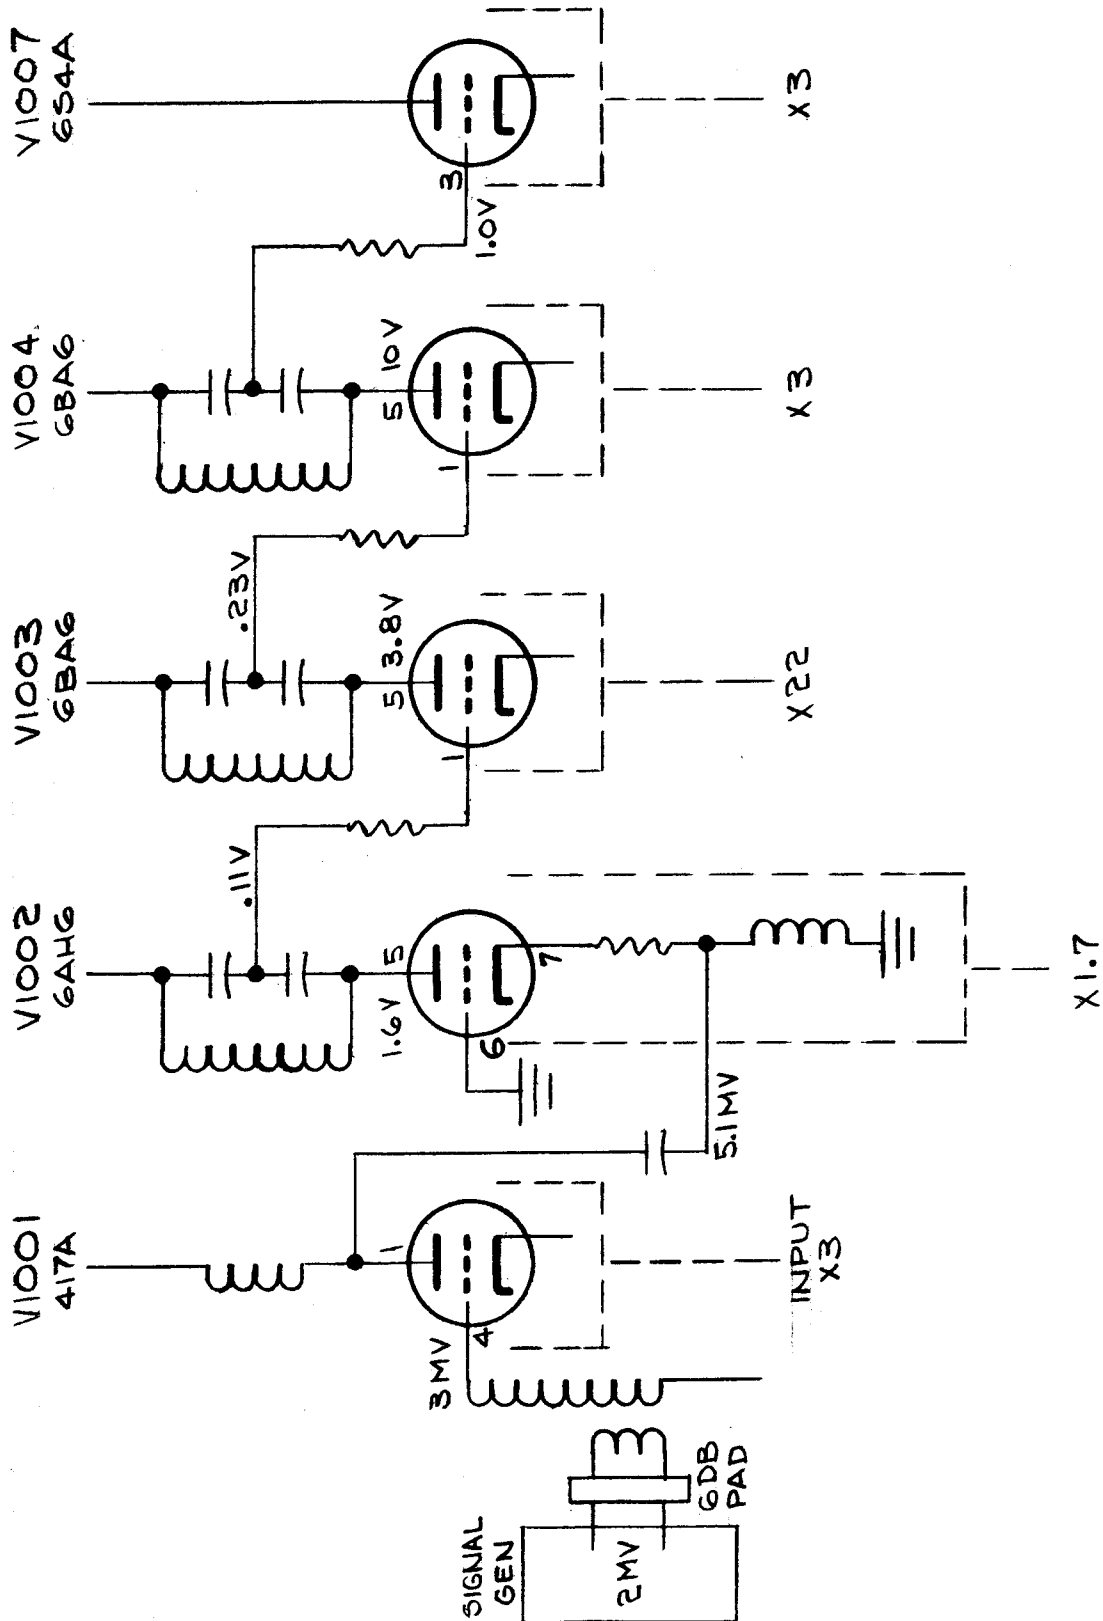 V1001
417A
V1002
6AH6
V1003
6BA6
V1004
6BA6
V1007
6S4A
SIGNAL
GEN
2MV
6DB
PAD
3MV
4
1
5.1MV
1.6V
5
6
7
.11V
1
5
3.8V
.23V
1
5
10V
1.0V
3
INPUT
X3
X1.7
X22
X3
X3